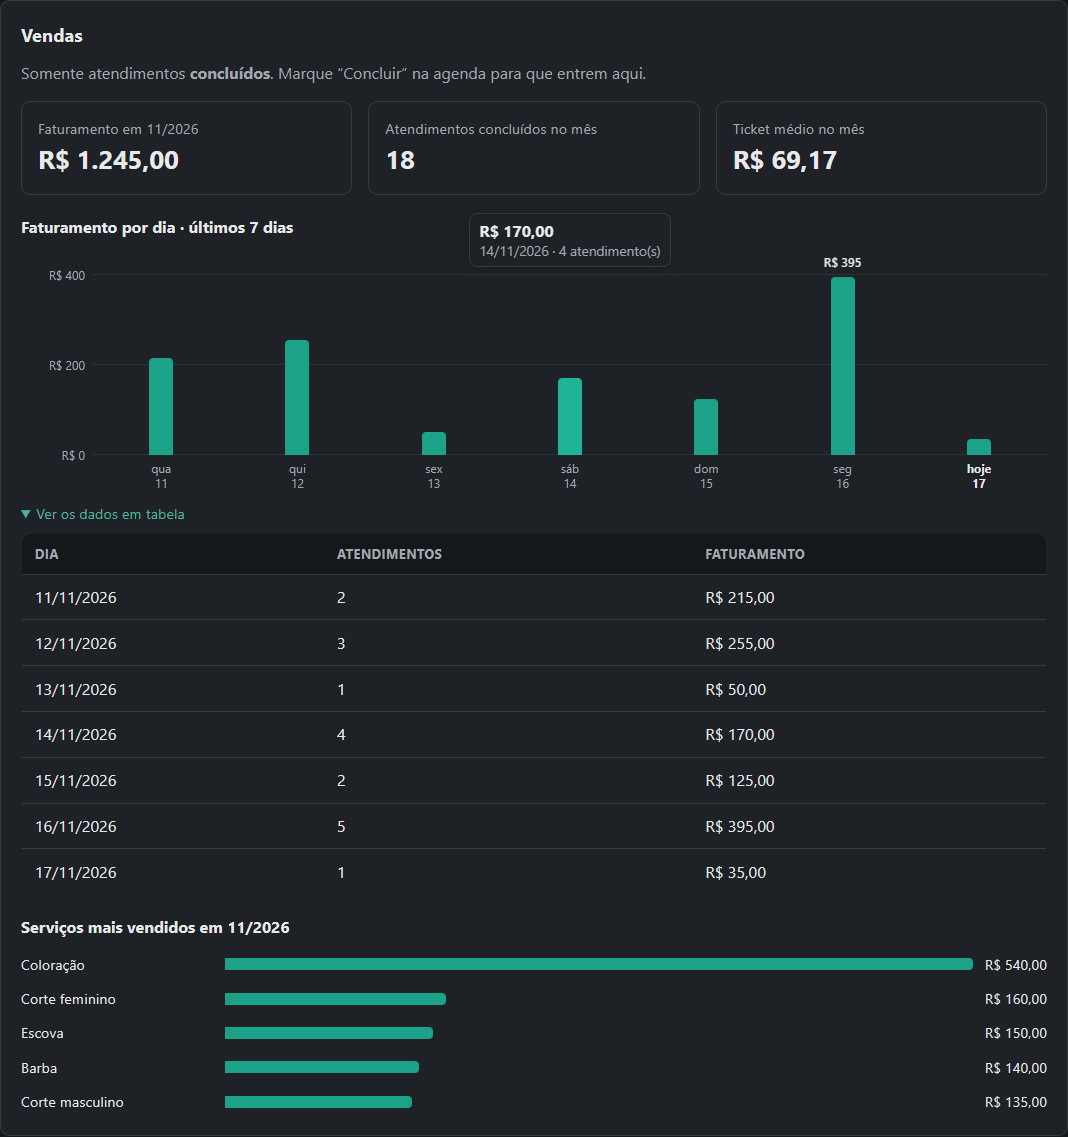 Vendas
Somente atendimentos concluídos. Marque “Concluir” na agenda para que entrem aqui.
Faturamento em 11/2026
R$ 1.245,00
Atendimentos concluídos no mês
18
Ticket médio no mês
R$ 69,17
Faturamento por dia · últimos 7 dias
R$ 170,00
14/11/2026 · 4 atendimento(s)
R$ 395
R$ 400
R$ 200
R$ 0
qua 11
qui 12
sex 13
sáb 14
dom 15
seg 16
hoje 17
▼ Ver os dados em tabela
DIA ATENDIMENTOS FATURAMENTO
11/11/2026 2 R$ 215,00
12/11/2026 3 R$ 255,00
13/11/2026 1 R$ 50,00
14/11/2026 4 R$ 170,00
15/11/2026 2 R$ 125,00
16/11/2026 5 R$ 395,00
17/11/2026 1 R$ 35,00
Serviços mais vendidos em 11/2026
Coloração R$ 540,00
Corte feminino R$ 160,00
Escova R$ 150,00
Barba R$ 140,00
Corte masculino R$ 135,00